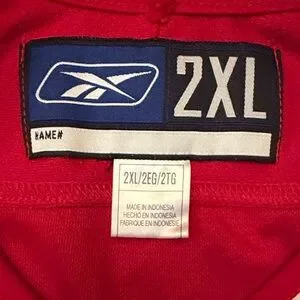 2XL
NAME#
2XL/2EG/2TG
MADE IN INDONESIA
HECHO EN INDONESIA
FABRIQUE EN INDONESIE